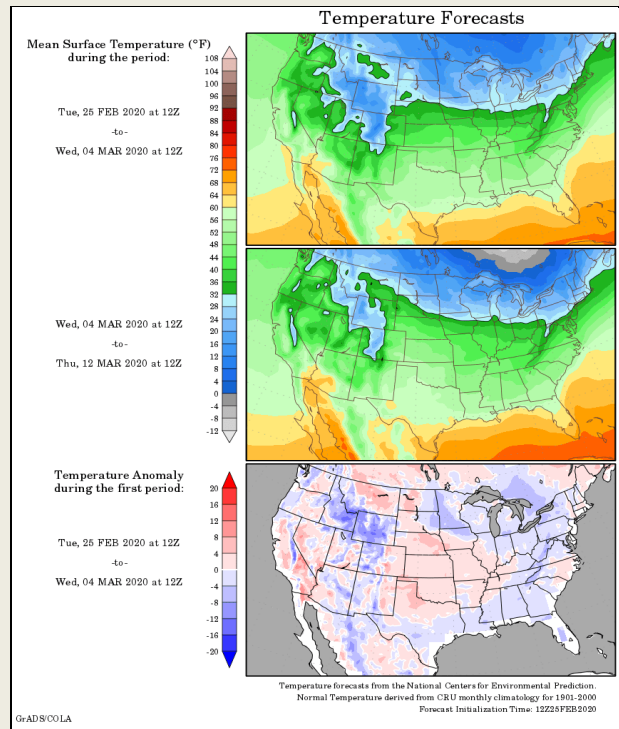 Temperature Forecasts
Mean Surface Temperature (°F)
during the period:
Tue, 25 FEB 2020 at 12Z
-to-
Wed, 04 MAR 2020 at 12Z
108
104
100
96
92
88
84
80
76
72
68
64
60
56
52
48
44
40
36
32
28
24
20
16
12
8
4
0
-4
-8
-12
Wed, 04 MAR 2020 at 12Z
-to-
Thu, 12 MAR 2020 at 12Z
Temperature Anomaly
during the first period:
Tue, 25 FEB 2020 at 12Z
-to-
Wed, 04 MAR 2020 at 12Z
20
16
12
8
4
0
-4
-8
-12
-16
-20
Temperature forecasts from the National Centers for Environmental Prediction.
Normal Temperature derived from CRU monthly climatology for 1901-2000
Forecast Initialization Time: 12Z25FEB2020
GrADS/COLA